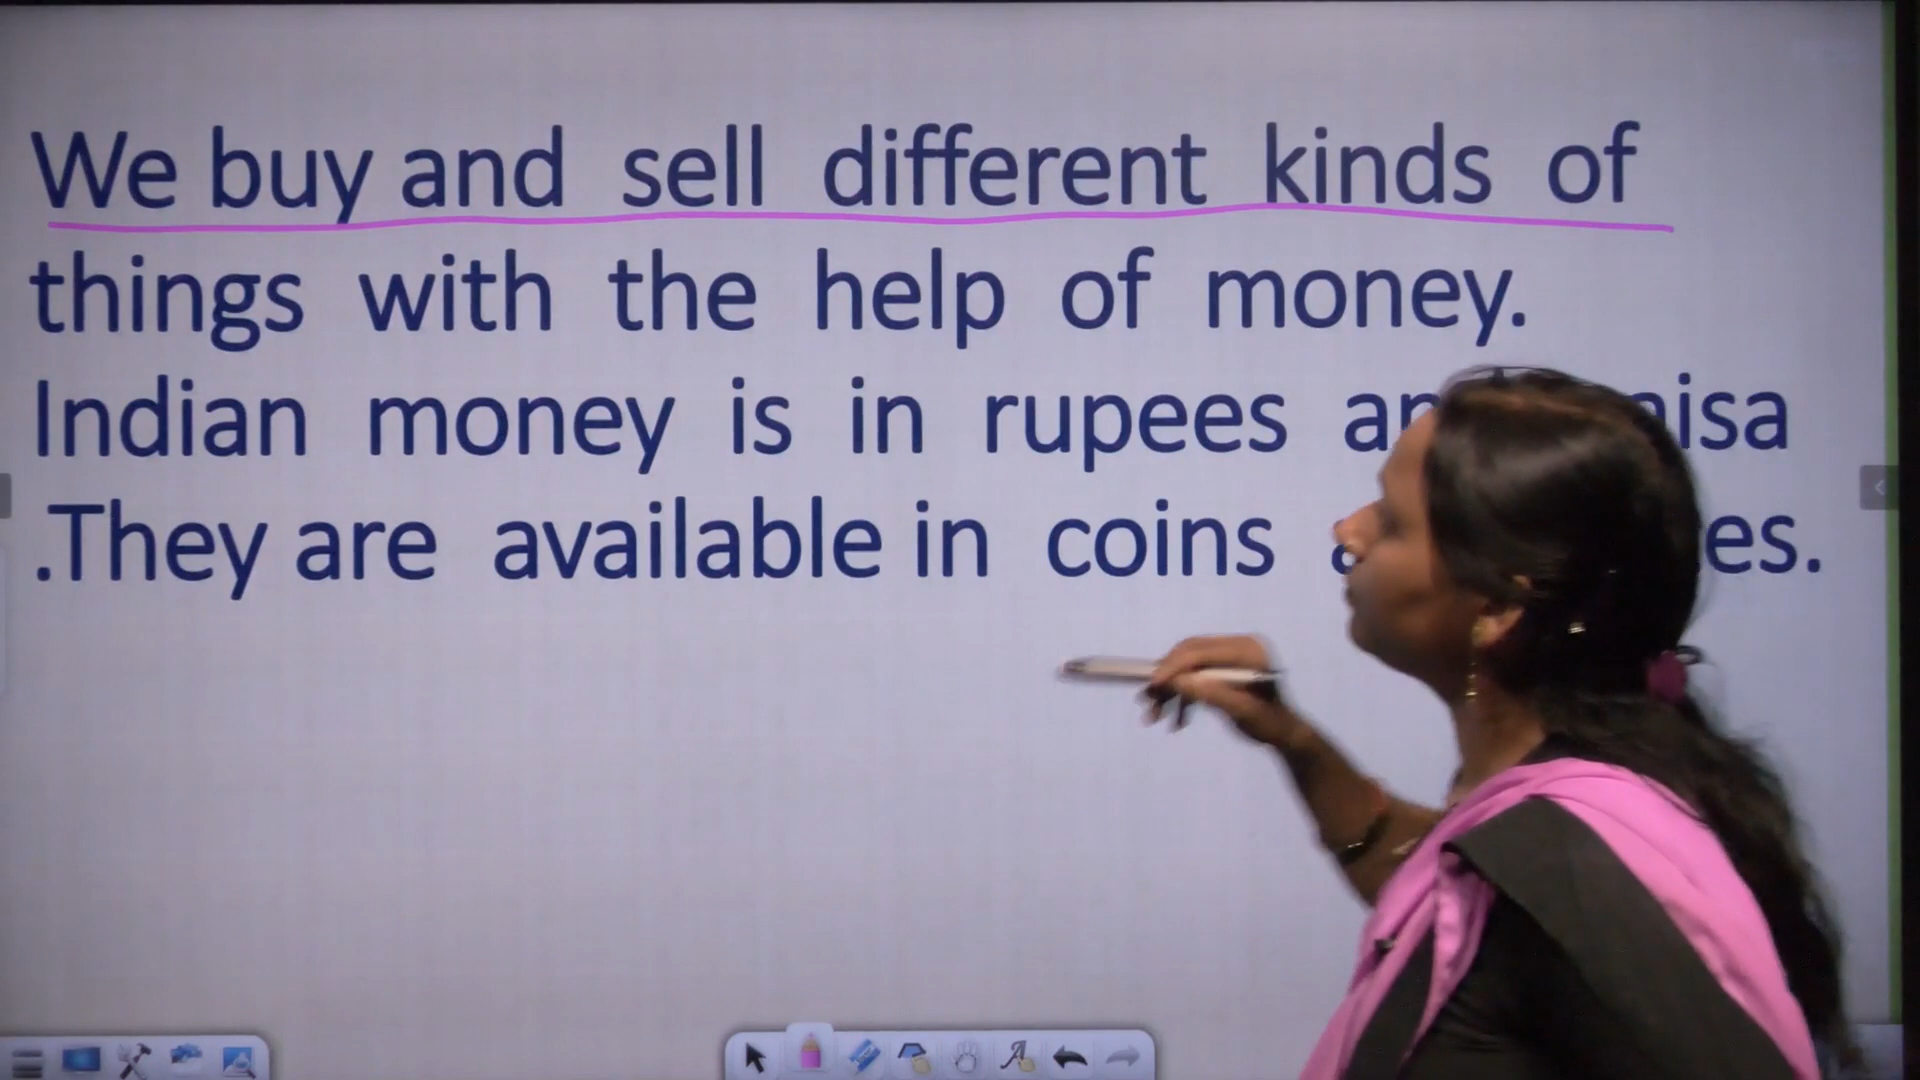 We buy and sell different kinds of
things with the help of money.
Indian money is in rupees
.They are available in coins